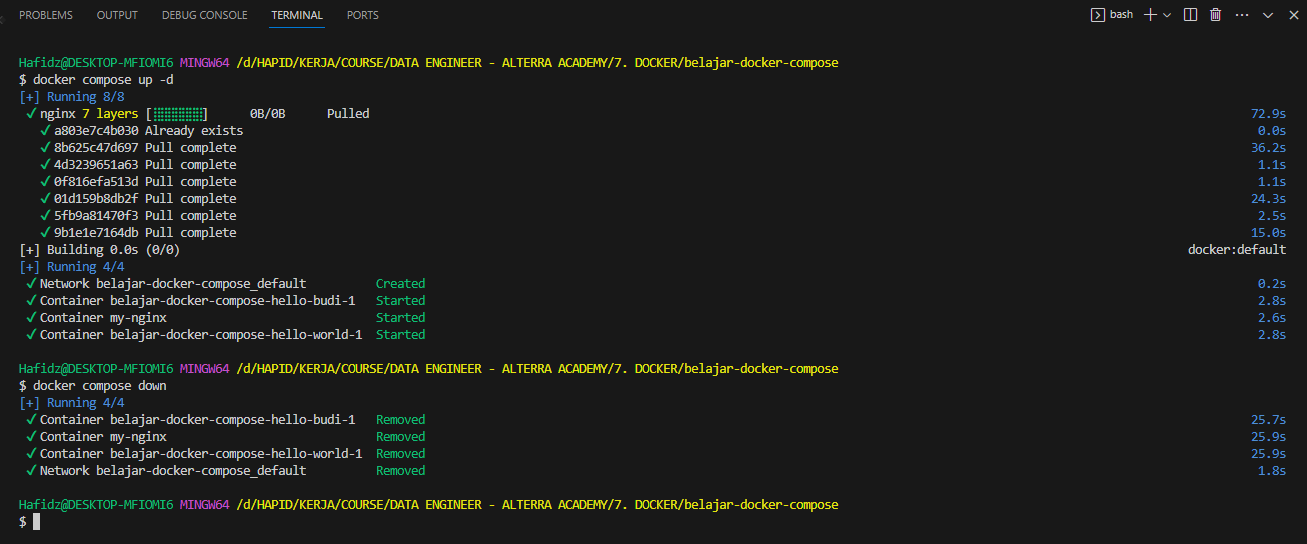 PROBLEMS OUTPUT DEBUG CONSOLE TERMINAL PORTS bash
Hafidz@DESKTOP-MFIOMI6 MINGW64 /d/HAPID/KERJA/COURSE/DATA ENGINEER - ALTERRA ACADEMY/7. DOCKER/belajar-docker-compose
$ docker compose up -d
[+] Running 8/8
✔ nginx 7 layers [⣿⣿⣿⣿⣿⣿⣿] 0B/0B Pulled 72.9s
✔ a803e7c4b030 Already exists 0.0s
✔ 8b625c47d697 Pull complete 36.2s
✔ 4d3239651a63 Pull complete 1.1s
✔ 0f816efa513d Pull complete 1.1s
✔ 01d159b8db2f Pull complete 24.3s
✔ 5fb9a81470f3 Pull complete 2.5s
✔ 9b1e1e7164db Pull complete 15.0s
[+] Building 0.0s (0/0) docker:default
[+] Running 4/4
✔ Network belajar-docker-compose_default Created 0.2s
✔ Container belajar-docker-compose-hello-budi-1 Started 2.8s
✔ Container my-nginx Started 2.6s
✔ Container belajar-docker-compose-hello-world-1 Started 2.8s
Hafidz@DESKTOP-MFIOMI6 MINGW64 /d/HAPID/KERJA/COURSE/DATA ENGINEER - ALTERRA ACADEMY/7. DOCKER/belajar-docker-compose
$ docker compose down
[+] Running 4/4
✔ Container belajar-docker-compose-hello-budi-1 Removed 25.7s
✔ Container my-nginx Removed 25.9s
✔ Container belajar-docker-compose-hello-world-1 Removed 25.9s
✔ Network belajar-docker-compose_default Removed 1.8s
Hafidz@DESKTOP-MFIOMI6 MINGW64 /d/HAPID/KERJA/COURSE/DATA ENGINEER - ALTERRA ACADEMY/7. DOCKER/belajar-docker-compose
$